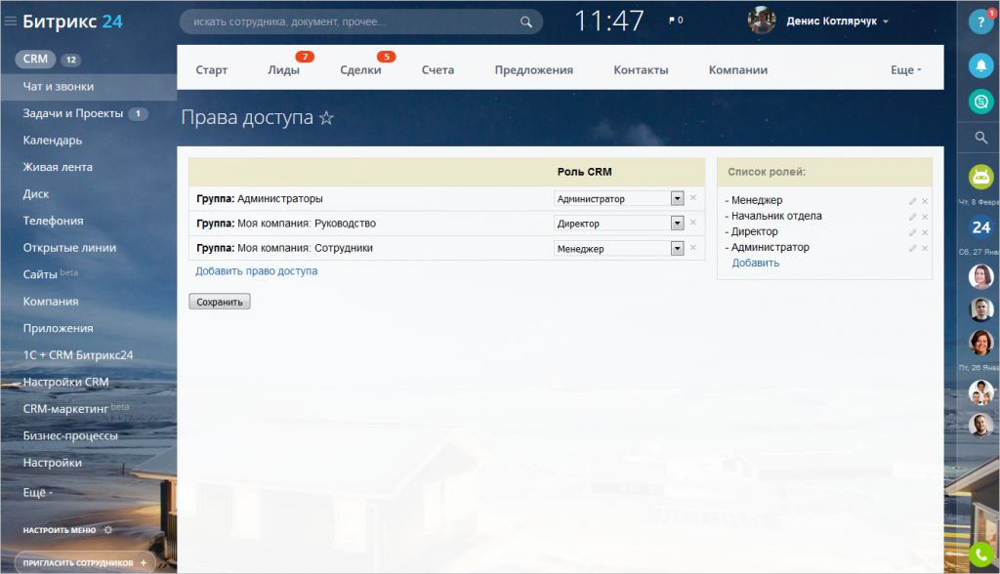 Битрикс 24
искать сотрудника, документ, прочее...
11:47
0
Денис Котлярчук
?
1
CRM 12
Чат и звонки
Задачи и Проекты 1
Календарь
Живая лента
Диск
Телефония
Открытые линии
Сайты beta
Компания
Приложения
1С + CRM Битрикс24
Настройки CRM
CRM-маркетинг beta
Бизнес-процессы
Настройки
Ещё
НАСТРОИТЬ МЕНЮ
ПРИГЛАСИТЬ СОТРУДНИКОВ +
Старт
Лиды 7
Сделки 5
Счета
Предложения
Контакты
Компании
Еще
Права доступа
Роль CRM
Группа: Администраторы Администратор
Группа: Моя компания: Руководство Директор
Группа: Моя компания: Сотрудники Менеджер
Добавить право доступа
Сохранить
Список ролей:
- Менеджер
- Начальник отдела
- Директор
- Администратор
Добавить
Чт, 8 Февра
24
Сб, 27 Янва
Пт, 26 Янва